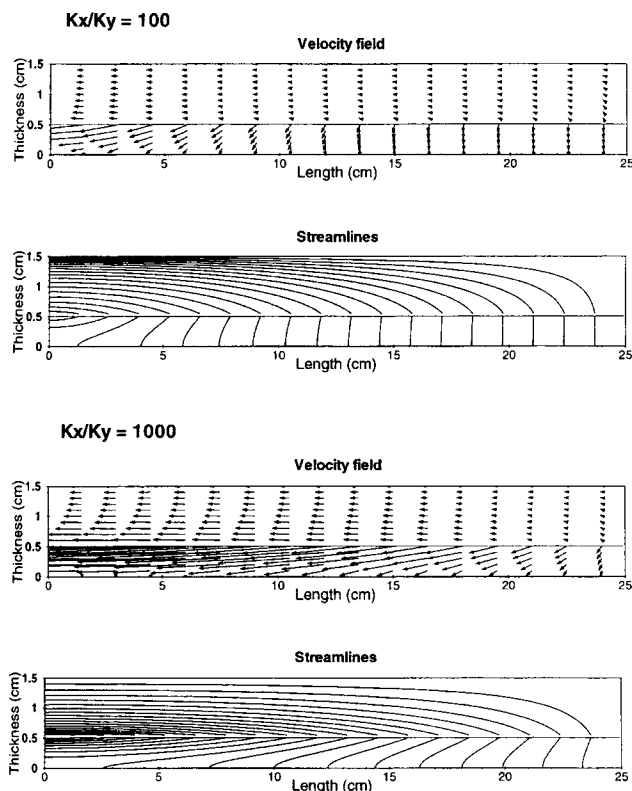 Kx/Ky = 100
Velocity field
Thickness (cm)
1.5
1
0.5
0
0 5 10 15 20 25
Length (cm)
Streamlines
Thickness (cm)
1.5
1
0.5
0
0 5 10 15 20 25
Length (cm)
Kx/Ky = 1000
Velocity field
Thickness (cm)
1.5
1
0.5
0
0 5 10 15 20 25
Length (cm)
Streamlines
Thickness (cm)
1.5
1
0.5
0
0 5 10 15 20 25
Length (cm)